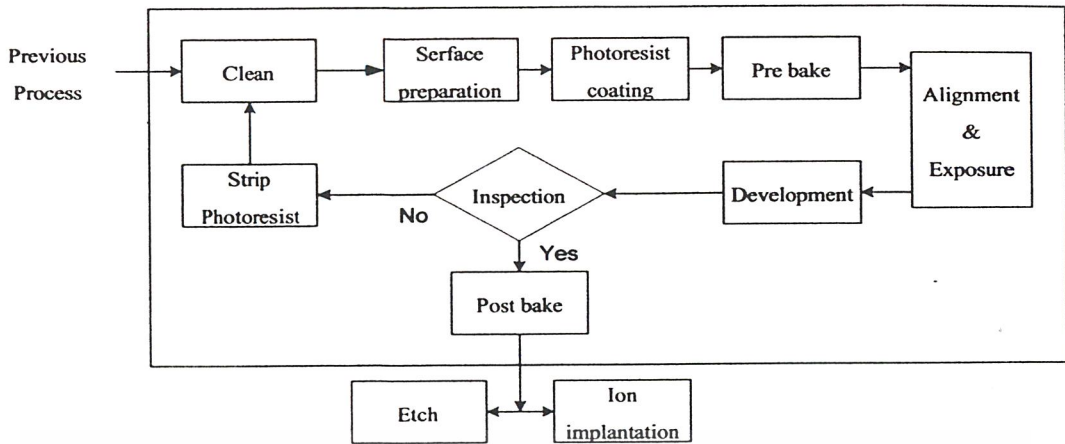 Previous
Process
Clean
Serface
preparation
Photoresist
coating
Pre bake
Alignment
&
Exposure
Development
Inspection
No
Yes
Strip
Photoresist
Post bake
Etch
Ion
implantation